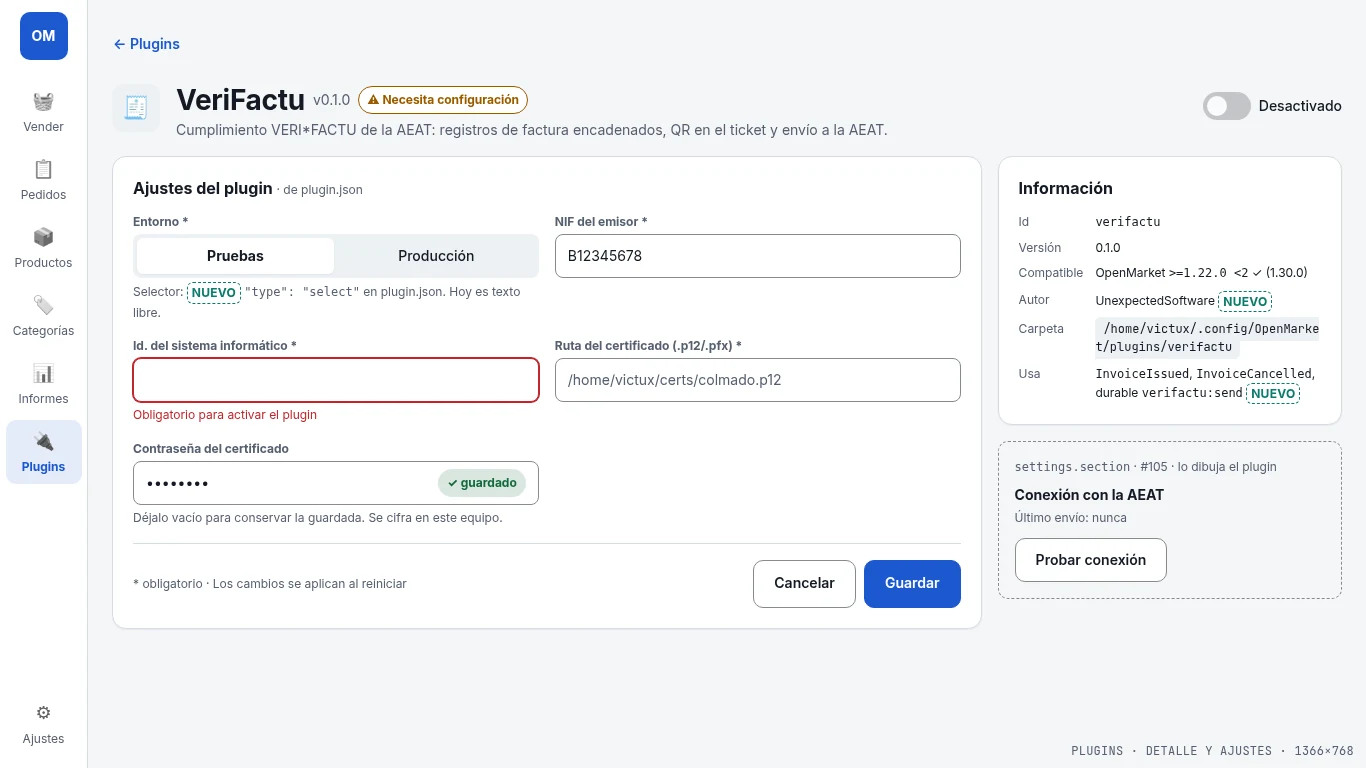 OM
Vender
Pedidos
Productos
Categorías
Informes
Plugins
Ajustes
← Plugins
VeriFactu v0.1.0 ⚠ Necesita configuración
Cumplimiento VERI*FACTU de la AEAT: registros de factura encadenados, QR en el ticket y envío a la AEAT.
Desactivado
Ajustes del plugin · de plugin.json
Entorno *
Pruebas Producción
Selector: NUEVO "type": "select" en plugin.json. Hoy es texto
libre.
NIF del emisor *
B12345678
Id. del sistema informático *
Obligatorio para activar el plugin
Ruta del certificado (.p12/.pfx) *
/home/victux/certs/colmado.p12
Contraseña del certificado
•••••••• ✓ guardado
Déjalo vacío para conservar la guardada. Se cifra en este equipo.
* obligatorio · Los cambios se aplican al reiniciar
Cancelar Guardar
Información
Id verifactu
Versión 0.1.0
Compatible OpenMarket >=1.22.0 <2 ✓ (1.30.0)
Autor UnexpectedSoftware NUEVO
Carpeta /home/victux/.config/OpenMarke
t/plugins/verifactu
Usa InvoiceIssued, InvoiceCancelled,
durable verifactu:send NUEVO
settings.section · #105 · lo dibuja el plugin
Conexión con la AEAT
Último envío: nunca
Probar conexión
PLUGINS · DETALLE Y AJUSTES · 1366×768